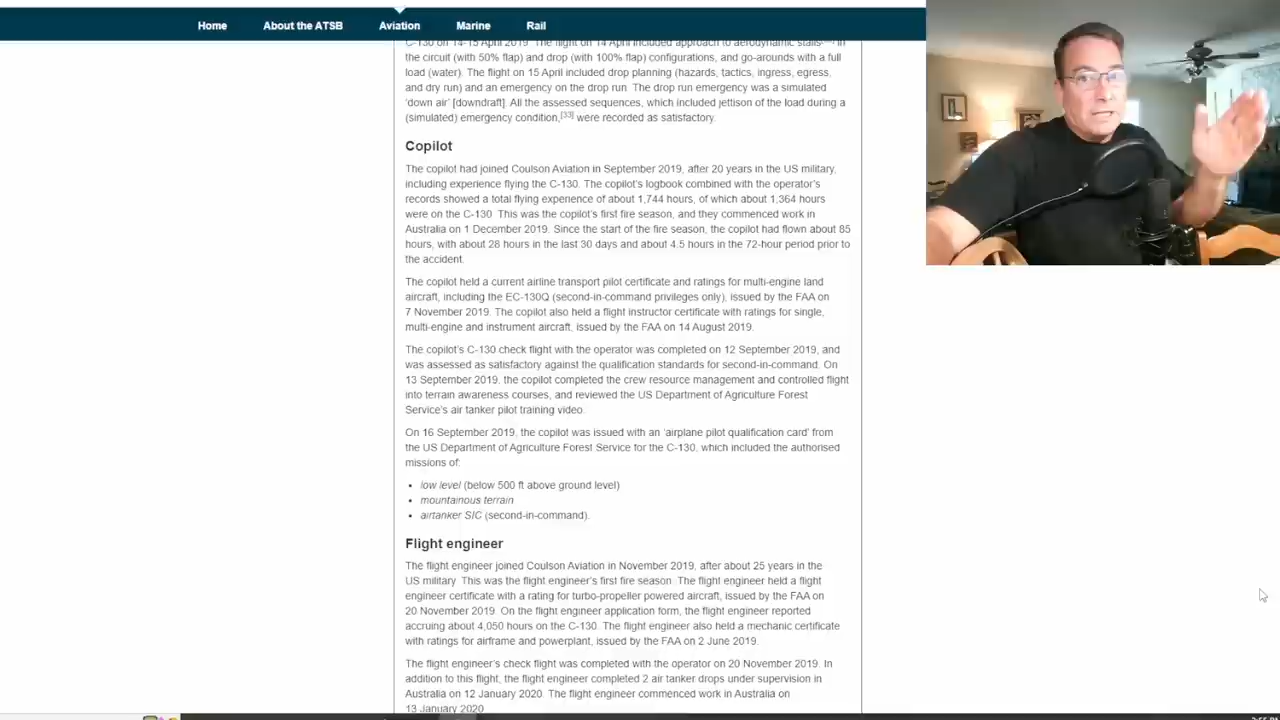 Home
About the ATSB
Aviation
Marine
Rail
C-130 on 14-15 April 2019. The flight on 14 April included approach to aerodynamic stalls in
the circuit (with 50% flap) and drop (with 100% flap) configurations, and go-arounds with a full
load (water). The flight on 15 April included drop planning (hazards, tactics, ingress, egress,
and dry run) and an emergency on the drop run. The drop run emergency was a simulated
'down air' [downdraft]. All the assessed sequences, which included jettison of the load during a
(simulated) emergency condition,[33] were recorded as satisfactory.
Copilot
The copilot had joined Coulson Aviation in September 2019, after 20 years in the US military,
including experience flying the C-130. The copilot's logbook combined with the operator's
records showed a total flying experience of about 1,744 hours, of which about 1,364 hours
were on the C-130. This was the copilot's first fire season, and they commenced work in
Australia on 1 December 2019. Since the start of the fire season, the copilot had flown about 85
hours, with about 28 hours in the last 30 days and about 4.5 hours in the 72-hour period prior to
the accident.
The copilot held a current airline transport pilot certificate and ratings for multi-engine land
aircraft, including the EC-130Q (second-in-command privileges only), issued by the FAA on
7 November 2019. The copilot also held a flight instructor certificate with ratings for single,
multi-engine and instrument aircraft, issued by the FAA on 14 August 2019.
The copilot's C-130 check flight with the operator was completed on 12 September 2019, and
was assessed as satisfactory against the qualification standards for second-in-command. On
13 September 2019, the copilot completed the crew resource management and controlled flight
into terrain awareness courses, and reviewed the US Department of Agriculture Forest
Service's air tanker pilot training video.
On 16 September 2019, the copilot was issued with an 'airplane pilot qualification card' from
the US Department of Agriculture Forest Service for the C-130, which included the authorised
missions of:
• low level (below 500 ft above ground level)
• mountainous terrain
• airtanker SIC (second-in-command).
Flight engineer
The flight engineer joined Coulson Aviation in November 2019, after about 25 years in the
US military. This was the flight engineer's first fire season. The flight engineer held a flight
engineer certificate with a rating for turbo-propeller powered aircraft, issued by the FAA on
20 November 2019. On the flight engineer application form, the flight engineer reported
accruing about 4,050 hours on the C-130. The flight engineer also held a mechanic certificate
with ratings for airframe and powerplant, issued by the FAA on 2 June 2019.
The flight engineer's check flight was completed with the operator on 20 November 2019. In
addition to this flight, the flight engineer completed 2 air tanker drops under supervision in
Australia on 12 January 2020. The flight engineer commenced work in Australia on
13 January 2020